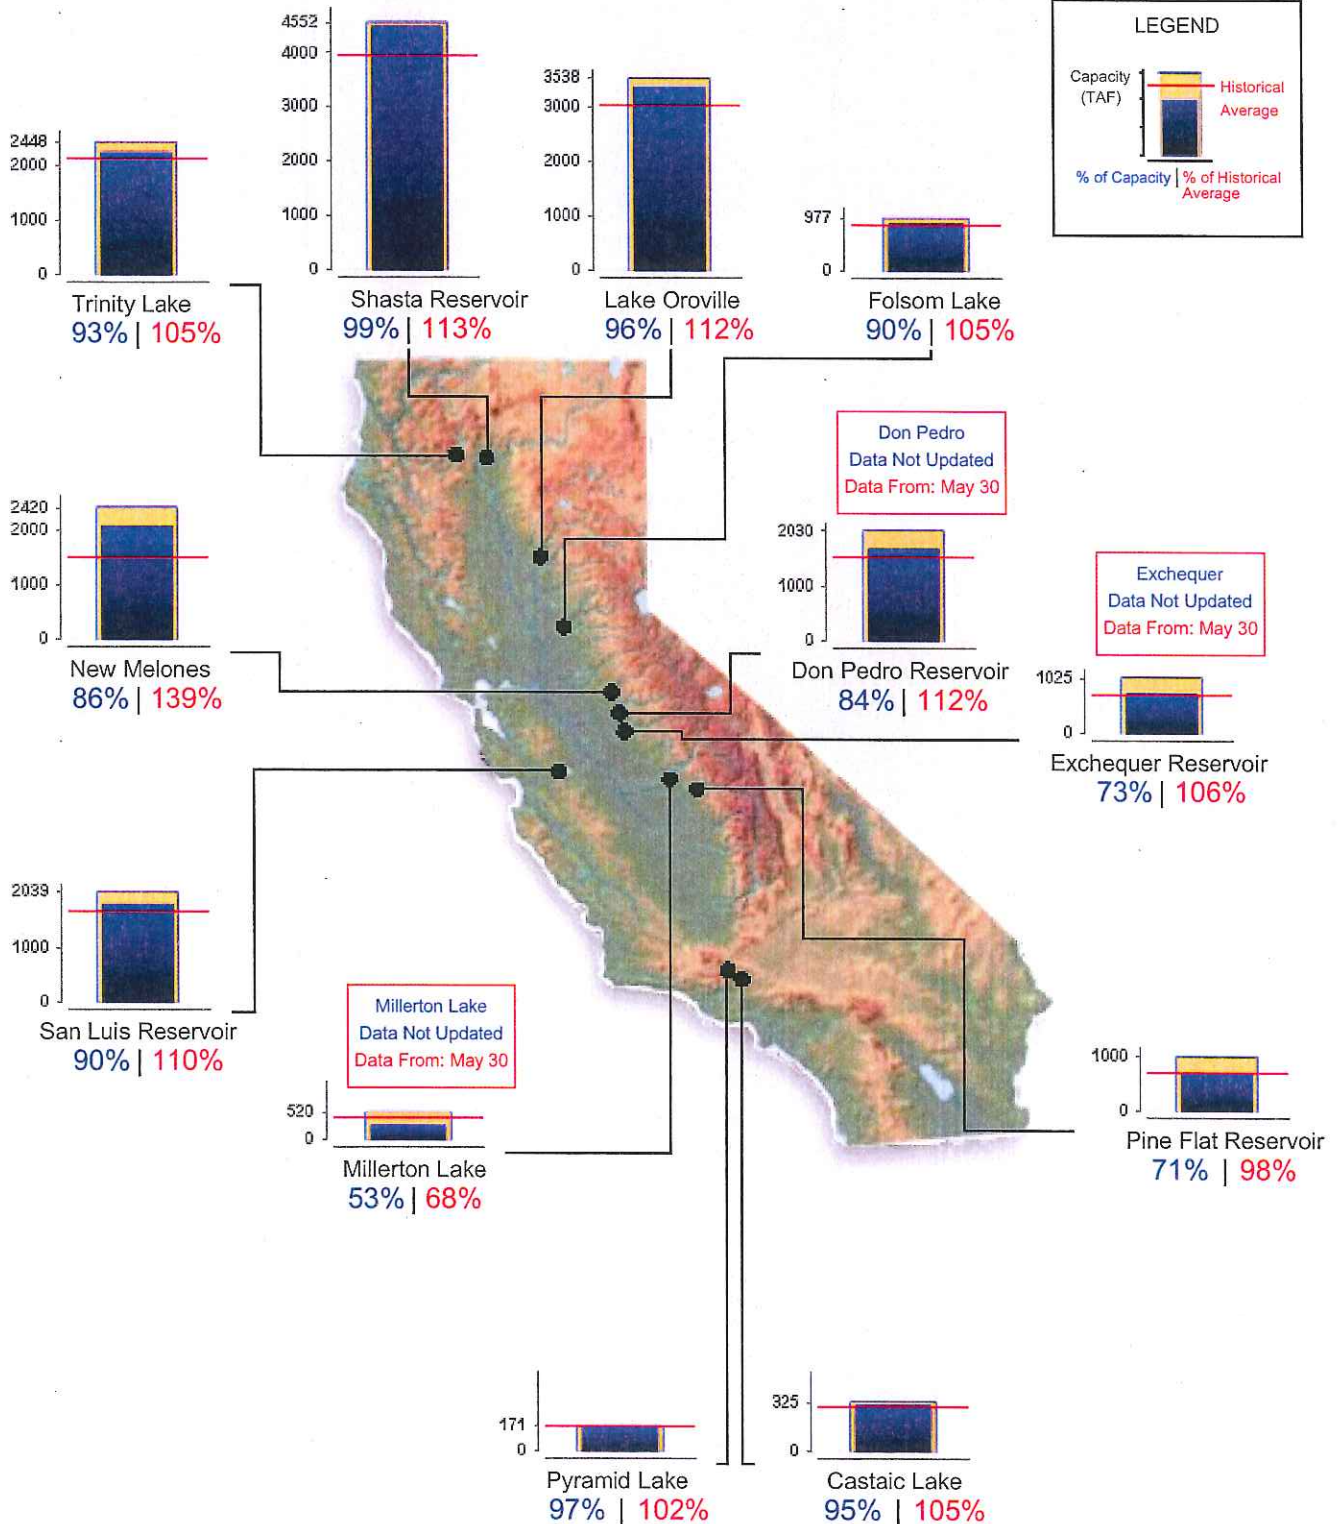 4552
4000
3000
2000
1000
0
Shasta Reservoir
99% | 113%
3538
3000
2000
1000
0
Lake Oroville
96% | 112%
LEGEND
Capacity
(TAF)
Historical
Average
% of Capacity | % of Historical
Average
2448
2000
1000
0
Trinity Lake
93% | 105%
977
0
Folsom Lake
90% | 105%
Don Pedro
Data Not Updated
Data From: May 30
2030
1000
0
Don Pedro Reservoir
84% | 112%
2420
2000
1000
0
New Melones
86% | 139%
Exchequer
Data Not Updated
Data From: May 30
1025
0
Exchequer Reservoir
73% | 106%
2039
1000
0
San Luis Reservoir
90% | 110%
Millerton Lake
Data Not Updated
Data From: May 30
520
0
Millerton Lake
53% | 68%
1000
0
Pine Flat Reservoir
71% | 98%
171
0
Pyramid Lake
97% | 102%
325
0
Castaic Lake
95% | 105%